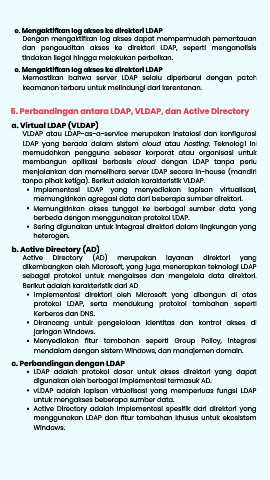 e. Mengaktifkan log akses ke direktori LDAP
Dengan mengaktifkan log akses dapat mempermudah pemantauan
dan pengauditan akses ke direktori LDAP, seperti menganalisis
tindakan ilegal hingga melakukan perbaikan.
e. Mengaktifkan log akses ke direktori LDAP
Memastikan bahwa server LDAP selalu diperbarui dengan patch
keamanan terbaru untuk melindungi dari kerentanan.
5. Perbandingan antara LDAP, VLDAP, dan Active Directory
a. Virtual LDAP (VLDAP)
VLDAP atau LDAP-as-a-service merupakan instalasi dan konfigurasi
LDAP yang berada dalam sistem cloud atau hosting. Teknologi ini
memudahkan pengguna sebesar korporat atau organisasi untuk
membangun aplikasi berbasis cloud dengan LDAP tanpa perlu
menjalankan dan memelihara server LDAP secara in-house (mandiri
tanpa pihak ketiga). Berikut adalah karakteristik VLDAP.
• Implementasi LDAP yang menyediakan lapisan virtualisasi,
memungkinkan agregasi data dari beberapa sumber direktori.
• Memungkinkan akses tunggal ke berbagai sumber data yang
berbeda dengan menggunakan protokol LDAP.
• Sering digunakan untuk integrasi direktori dalam lingkungan yang
heterogen.
b. Active Directory (AD)
Active Directory (AD) merupakan layanan direktori yang
dikembangkan oleh Microsoft, yang juga menerapkan teknologi LDAP
sebagai protokol untuk mengakses dan mengelola data direktori.
Berikut adalah karakteristik dari AD
• Implementasi direktori oleh Microsoft yang dibangun di atas
protokol LDAP, serta mendukung protokol tambahan seperti
Kerberos dan DNS.
• Dirancang untuk pengelolaan identitas dan kontrol akses di
jaringan Windows.
• Menyediakan fitur tambahan seperti Group Policy, integrasi
mendalam dengan sistem Windows, dan manajemen domain.
c. Perbandingan dengan LDAP
• LDAP adalah protokol dasar untuk akses direktori yang dapat
digunakan oleh berbagai implementasi termasuk AD.
• vLDAP adalah lapisan virtualisasi yang memperluas fungsi LDAP
untuk mengakses beberapa sumber data.
• Active Directory adalah implementasi spesifik dari direktori yang
menggunakan LDAP dan fitur tambahan khusus untuk ekosistem
Windows.